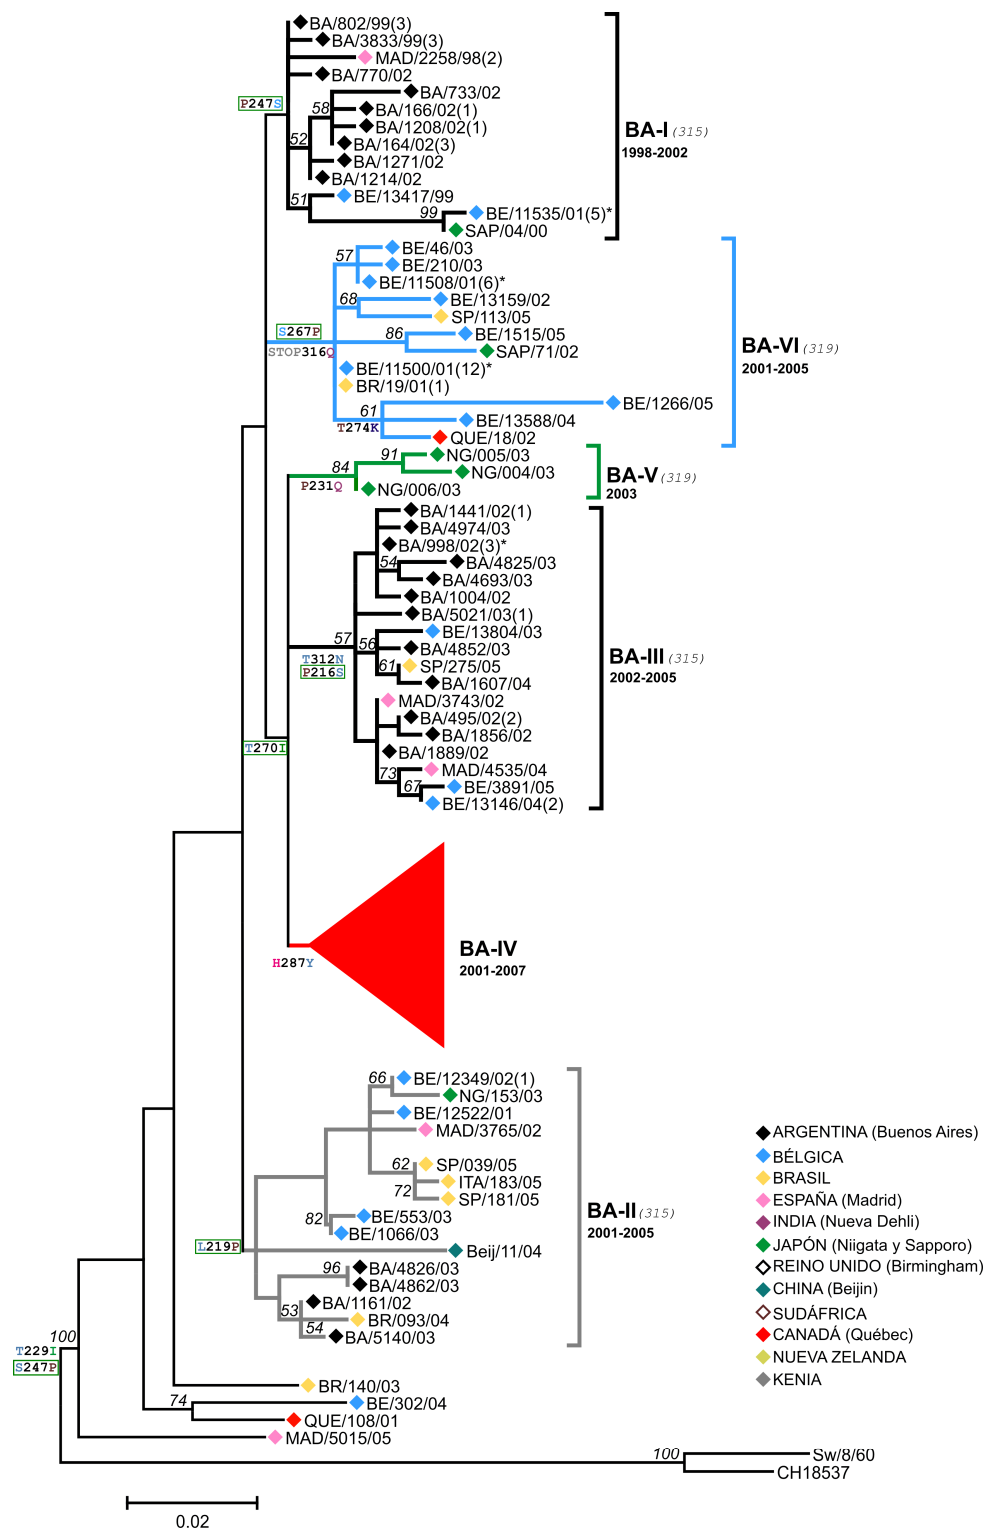 BA/802/99(3)
BA/3833/99(3)
MAD/2258/98(2)
BA/770/02
BA/733/02
P247S
58
BA/166/02(1)
BA/1208/02(1)
BA-I (315)
52
BA/164/02(3)
1998-2002
BA/1271/02
BA/1214/02
51
BE/13417/99
99
BE/11535/01(5)*
SAP/04/00
BE/46/03
57
BE/210/03
BE/11508/01(6)*
68
BE/13159/02
SP/113/05
S267P
86
BE/1515/05
STOP316Q
SAP/71/02
BA-VI (319)
2001-2005
BE/11500/01(12)*
BR/19/01(1)
BE/1266/05
61
BE/13588/04
T274K
QUE/18/02
91
NG/005/03
84
NG/004/03
BA-V (319)
P231Q
NG/006/03
2003
BA/1441/02(1)
BA/4974/03
BA/998/02(3)*
54
BA/4825/03
BA/4693/03
BA/1004/02
BA/5021/03(1)
BE/13804/03
57
56
BA/4852/03
T312N
BA-III (315)
P216S
61
SP/275/05
2002-2005
BA/1607/04
MAD/3743/02
BA/495/02(2)
BA/1856/02
T270I
BA/1889/02
73
MAD/4535/04
67
BE/3891/05
BE/13146/04(2)
BA-IV
H287Y
2001-2007
66
BE/12349/02(1)
NG/153/03
BE/12522/01
MAD/3765/02
62
SP/039/05
ITA/183/05
72
SP/181/05
82
BE/553/03
BA-II (315)
BE/1066/03
2001-2005
L219P
Beij/11/04
96
BA/4826/03
BA/4862/03
BA/1161/02
53
BR/093/04
54
BA/5140/03
100
T229I
S247P
BR/140/03
74
BE/302/04
QUE/108/01
MAD/5015/05
100
Sw/8/60
CH18537
0.02
ARGENTINA (Buenos Aires)
BÉLGICA
BRASIL
ESPAÑA (Madrid)
INDIA (Nueva Dehli)
JAPÓN (Niigata y Sapporo)
REINO UNIDO (Birmingham)
CHINA (Beijin)
SUDÁFRICA
CANADÁ (Québec)
NUEVA ZELANDA
KENIA